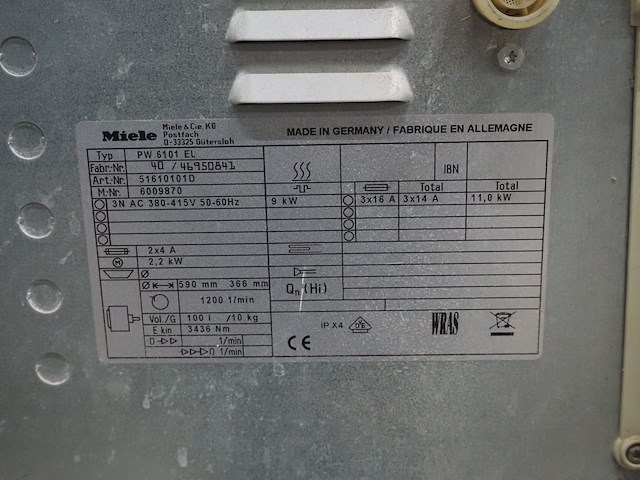 Miele Miele & Cie. KG
Postfach
D-33325 Gütersloh
MADE IN GERMANY / FABRIQUE EN ALLEMAGNE
Typ PW 6101 EL
Fabr.-Nr. 40 / 46950841
Art.-Nr. 51610101D
M.-Nr. 6009870
IBN
Total Total
3N AC 380-415V 50-60Hz 9 kW 3x16 A 3x14 A 11,0 kW
2x4 A
M 2,2 kW
Ø
Ø 590 mm 366 mm
Qn (Hi)
1200 1/min
Vol./G 100 l /10 kg
E kin 3436 Nm
0 1/min
0 1/min
CE
IP X4
WRAS